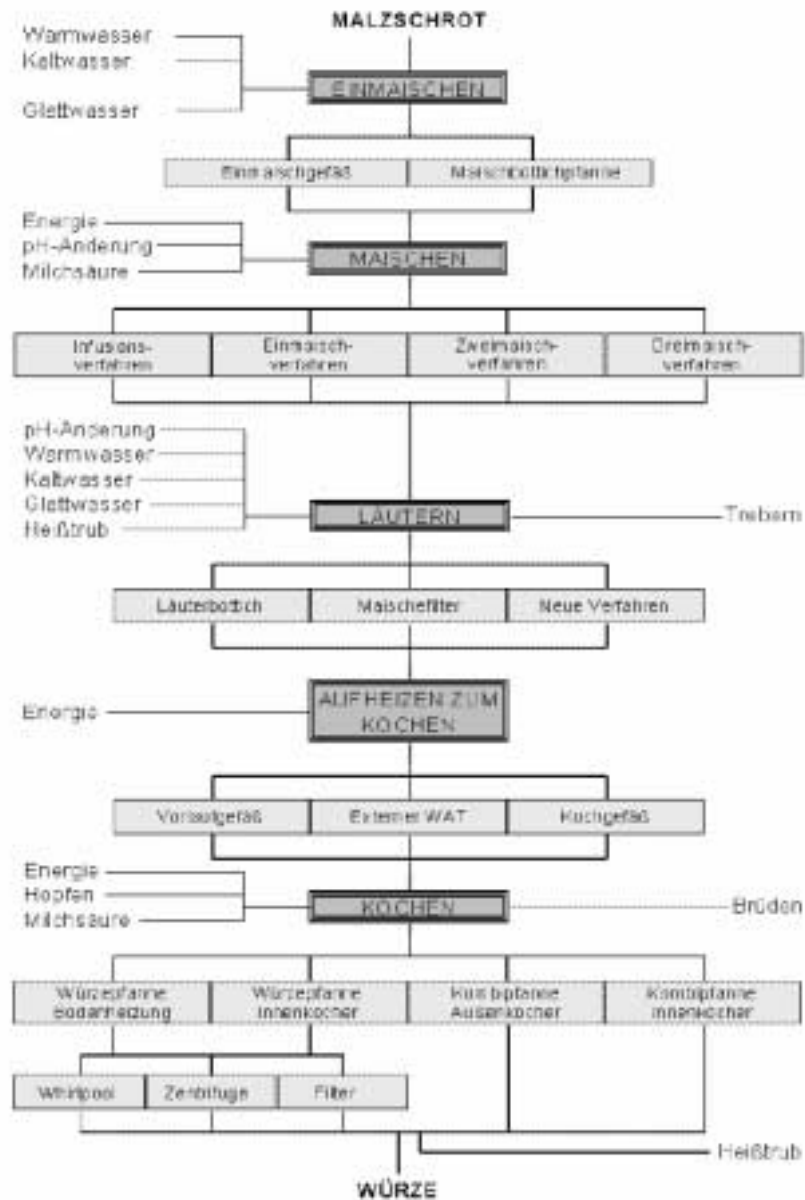 MALZSCHROT
Warmwasser
Kaltwasser
Glattwasser
EINMAISCHEN
Einmaischgefäß
Maischbottichpfanne
Energie
pH-Änderung
Milchsäure
MAISCHEN
Infusions-
verfahren
Einmaisch-
verfahren
Zweimaisch-
verfahren
Dreimaisch-
verfahren
pH-Änderung
Warmwasser
Kaltwasser
Glattwasser
Heißtrub
LÄUTERN
Trebern
Läuterbottich
Maischefilter
Neue Verfahren
AUFHEIZEN ZUM
KOCHEN
Energie
Vorlaufgefäß
Externer WAT
Kochgefäß
Energie
Hopfen
Milchsäure
KOCHEN
Brüden
Würzepfanne
Bodenheizung
Würzepfanne
Innenkocher
Kombipfanne
Außenkocher
Kombipfanne
Innenkocher
Whirlpool
Zentrifuge
Filter
Heißtrub
WÜRZE